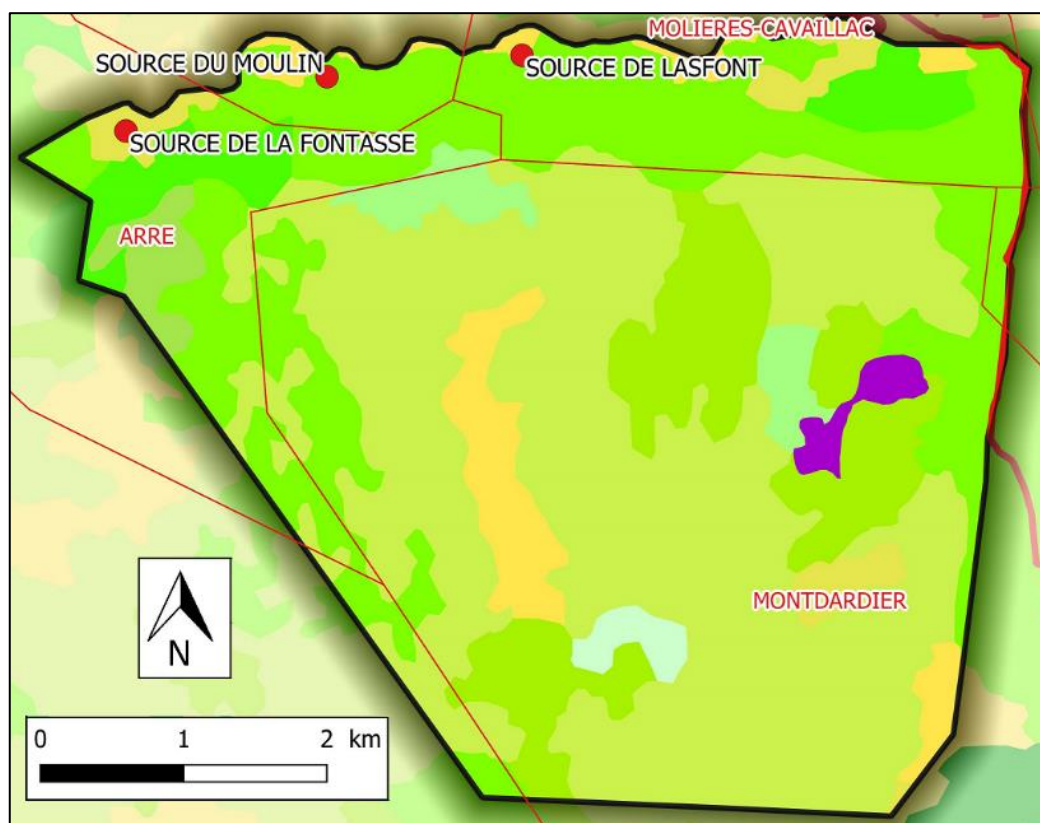 MOLIERES-CAVAILLAC
SOURCE DU MOULIN
SOURCE DE LASFONT
SOURCE DE LA FONTASSE
ARRE
MONTDARDIER
N
0 1 2 km